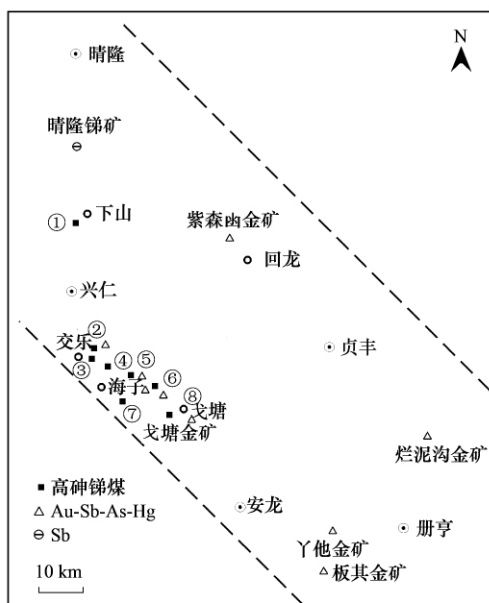 N
晴隆
晴隆锑矿
①
下山
紫森凼金矿
回龙
兴仁
②
交乐
贞丰
③
④
⑤
海子
⑥
⑧
戈塘
⑦
戈塘金矿
烂泥沟金矿
高砷锑煤
Au-Sb-As-Hg
Sb
安龙
丫他金矿
册亨
板其金矿
10 km